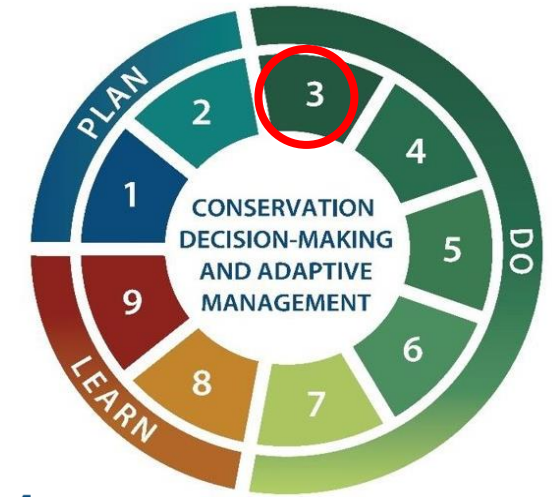 PLAN
DO
LEARN
1
2
3
4
5
6
7
8
9
CONSERVATION
DECISION-MAKING
AND ADAPTIVE
MANAGEMENT